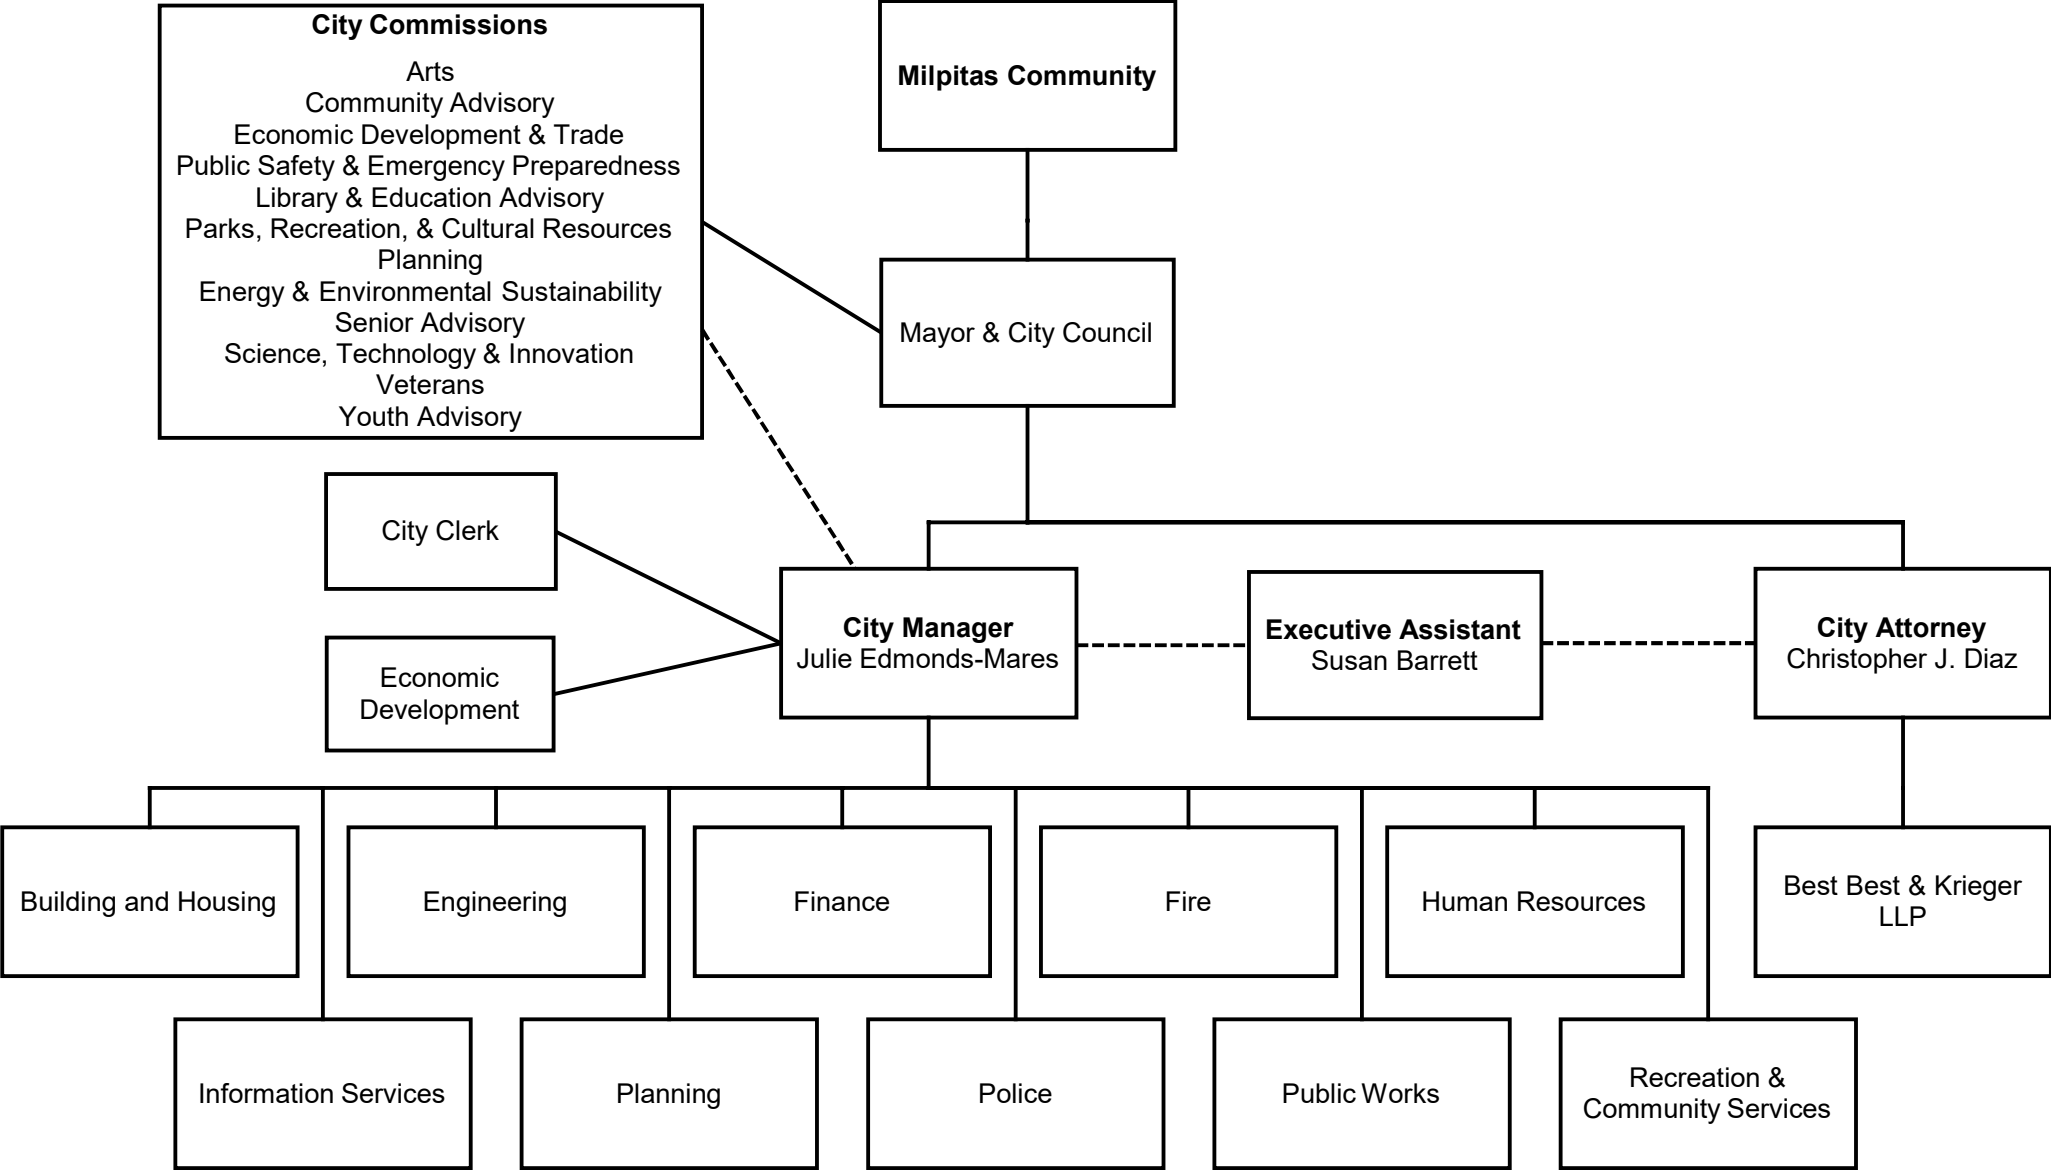 City Commissions
Arts
Community Advisory
Economic Development & Trade
Public Safety & Emergency Preparedness
Library & Education Advisory
Parks, Recreation, & Cultural Resources
Planning
Energy & Environmental Sustainability
Senior Advisory
Science, Technology & Innovation
Veterans
Youth Advisory
Milpitas Community
Mayor & City Council
City Clerk
Economic
Development
City Manager
Julie Edmonds-Mares
Executive Assistant
Susan Barrett
City Attorney
Christopher J. Diaz
Building and Housing
Engineering
Finance
Fire
Human Resources
Best Best & Krieger
LLP
Information Services
Planning
Police
Public Works
Recreation &
Community Services